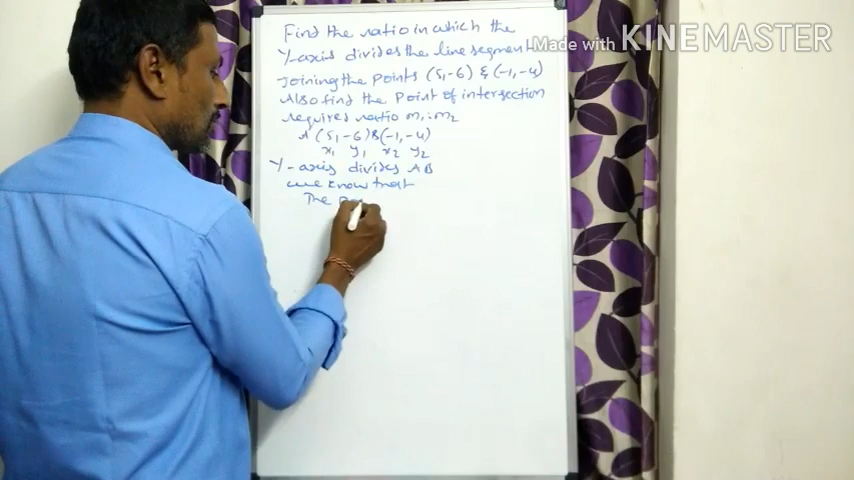 Find the ratio in which the
Y-axis divides the line segment
Joining the points (5,-6) & (-1,-4)
Also find the Point of intersection
requires ratio m₁:m₂
A (5,-6) B(-1,-4)
x₁ y₁ x₂ y₂
Y-axis divides AB
we know that
The
Made with KINEMASTER